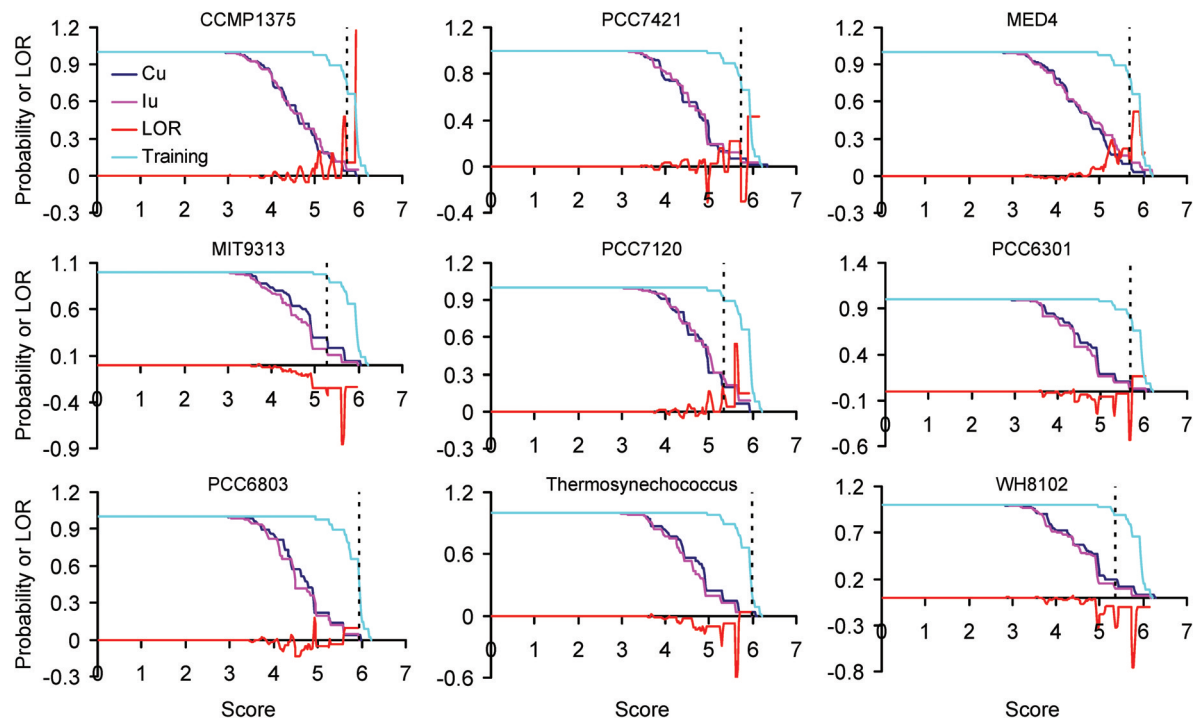 CCMP1375
PCC7421
MED4
Probability or LOR
1.2
0.9
0.6
0.3
0
-0.3
Cu
Iu
LOR
Training
0 1 2 3 4 5 6 7
1.2
0.8
0.4
0
-0.4
0 1 2 3 4 5 6 7
1.2
0.9
0.6
0.3
0
-0.3
0 1 2 3 4 5 6 7
MIT9313
PCC7120
PCC6301
Probability or LOR
1.1
0.6
0.1
-0.4
-0.9
0 1 2 3 4 5 6 7
1.2
0.9
0.6
0.3
0
-0.3
0 1 2 3 4 5 6 7
1.4
0.9
0.4
-0.1
-0.6
0 1 2 3 4 5 6 7
PCC6803
Thermosynechococcus
WH8102
Probability or LOR
1.2
0.9
0.6
0.3
0
-0.3
0 1 2 3 4 5 6 7
1.2
0.6
0
-0.6
0 1 2 3 4 5 6 7
1.2
0.7
0.2
-0.3
-0.8
0 1 2 3 4 5 6 7
Score
Score
Score